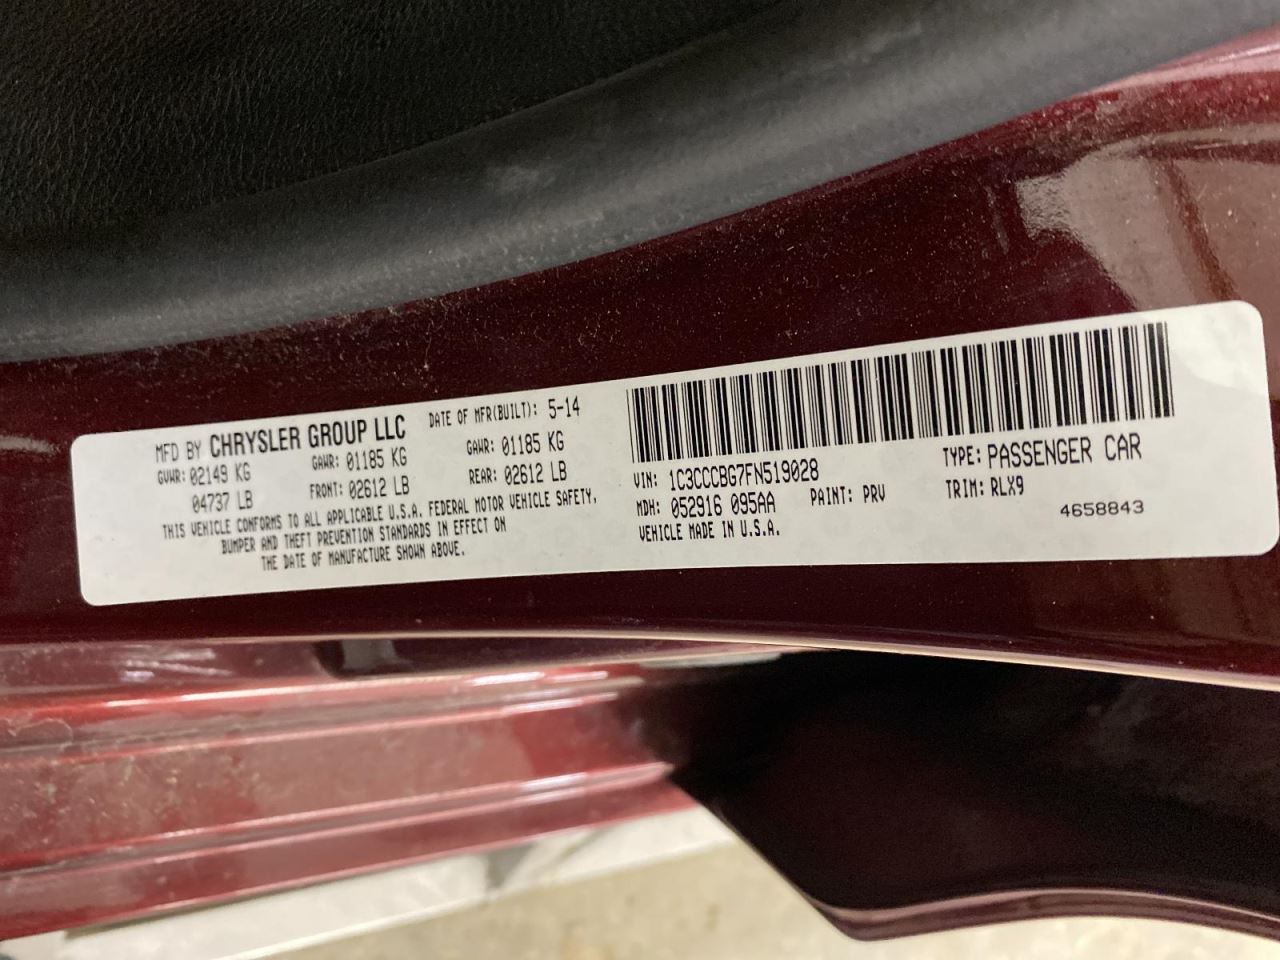 MFD BY CHRYSLER GROUP LLC DATE OF MFR(BUILT): 5-14
GVWR: 02149 KG GAWR: 01185 KG GAWR: 01185 KG
04737 LB FRONT: 02612 LB REAR: 02612 LB
THIS VEHICLE CONFORMS TO ALL APPLICABLE U.S.A. FEDERAL MOTOR VEHICLE SAFETY,
BUMPER AND THEFT PREVENTION STANDARDS IN EFFECT ON
THE DATE OF MANUFACTURE SHOWN ABOVE.
VIN: 1C3CCCBG7FN519028 TYPE: PASSENGER CAR
MDH: 052916 095AA PAINT: PRV TRIM: RLX9
VEHICLE MADE IN U.S.A. 4658843